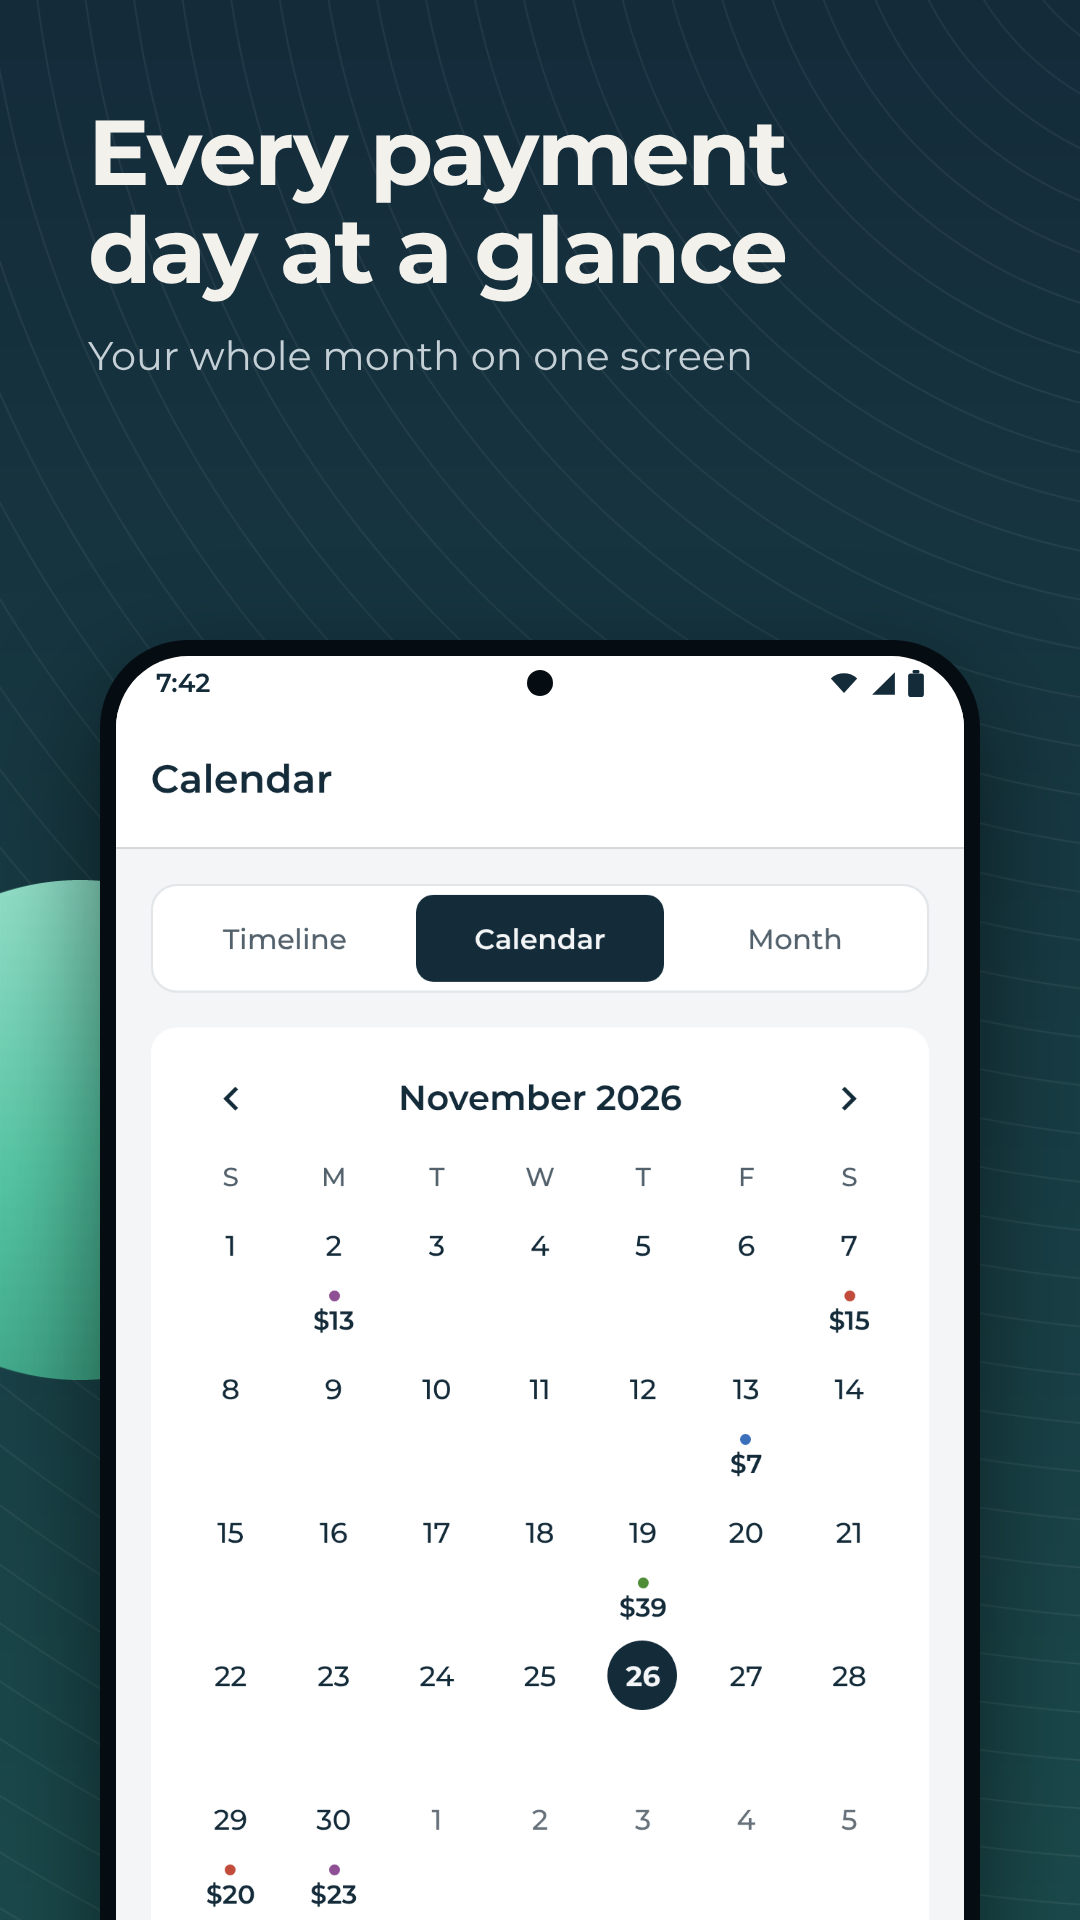 Every payment
day at a glance
Your whole month on one screen
7:42
Calendar
Timeline Calendar Month
November 2026
S M T W T F S
1 2 3 4 5 6 7
$13 $15
8 9 10 11 12 13 14
$7
15 16 17 18 19 20 21
$39
22 23 24 25 26 27 28
29 30 1 2 3 4 5
$20 $23